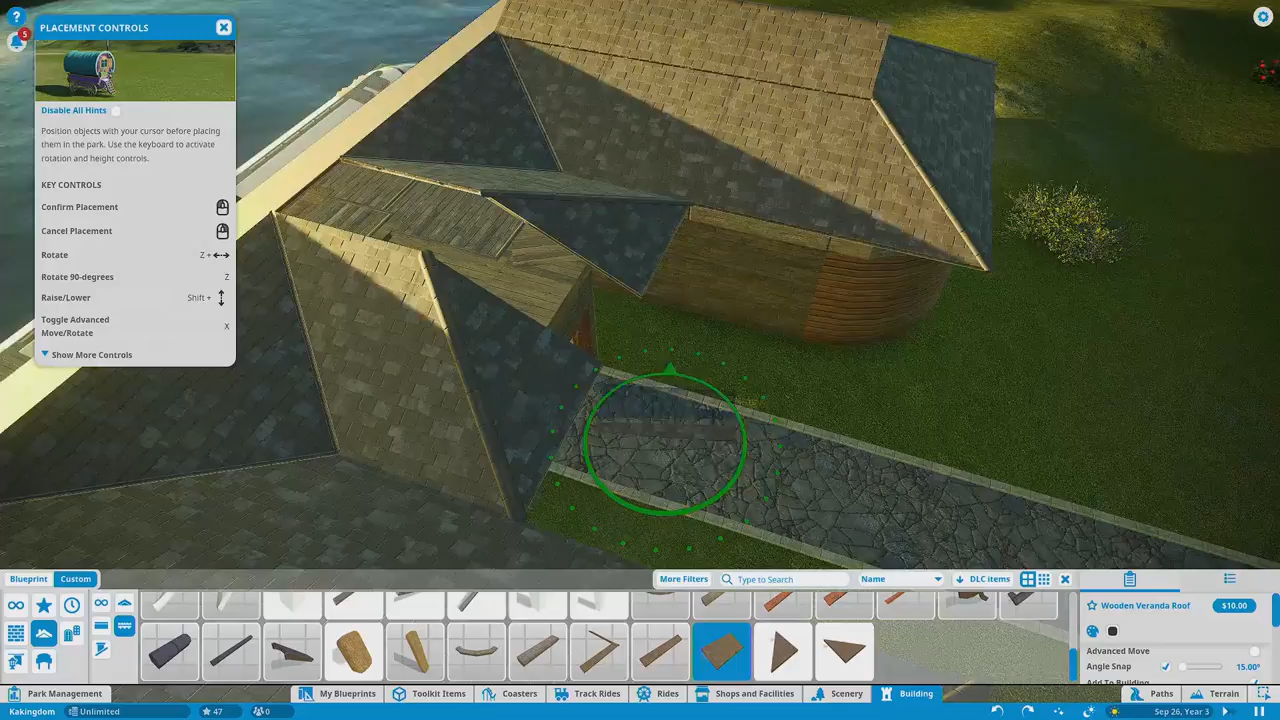 ?
5
PLACEMENT CONTROLS
Disable All Hints
Position objects with your cursor before placing
them in the park. Use the keyboard to activate
rotation and height controls.
KEY CONTROLS
Confirm Placement
Cancel Placement
Rotate Z +
Rotate 90-degrees Z
Raise/Lower Shift +
Toggle Advanced
Move/Rotate X
Show More Controls
Blueprint Custom More Filters Type to Search Name DLC items
Wooden Veranda Roof $10.00
Advanced Move
Angle Snap 15.00°
Park Management My Blueprints Toolkit Items Coasters Track Rides Rides Shops and Facilities Scenery Building Paths Terrain
Kakingdom Unlimited 47 0 Sep 26, Year 3